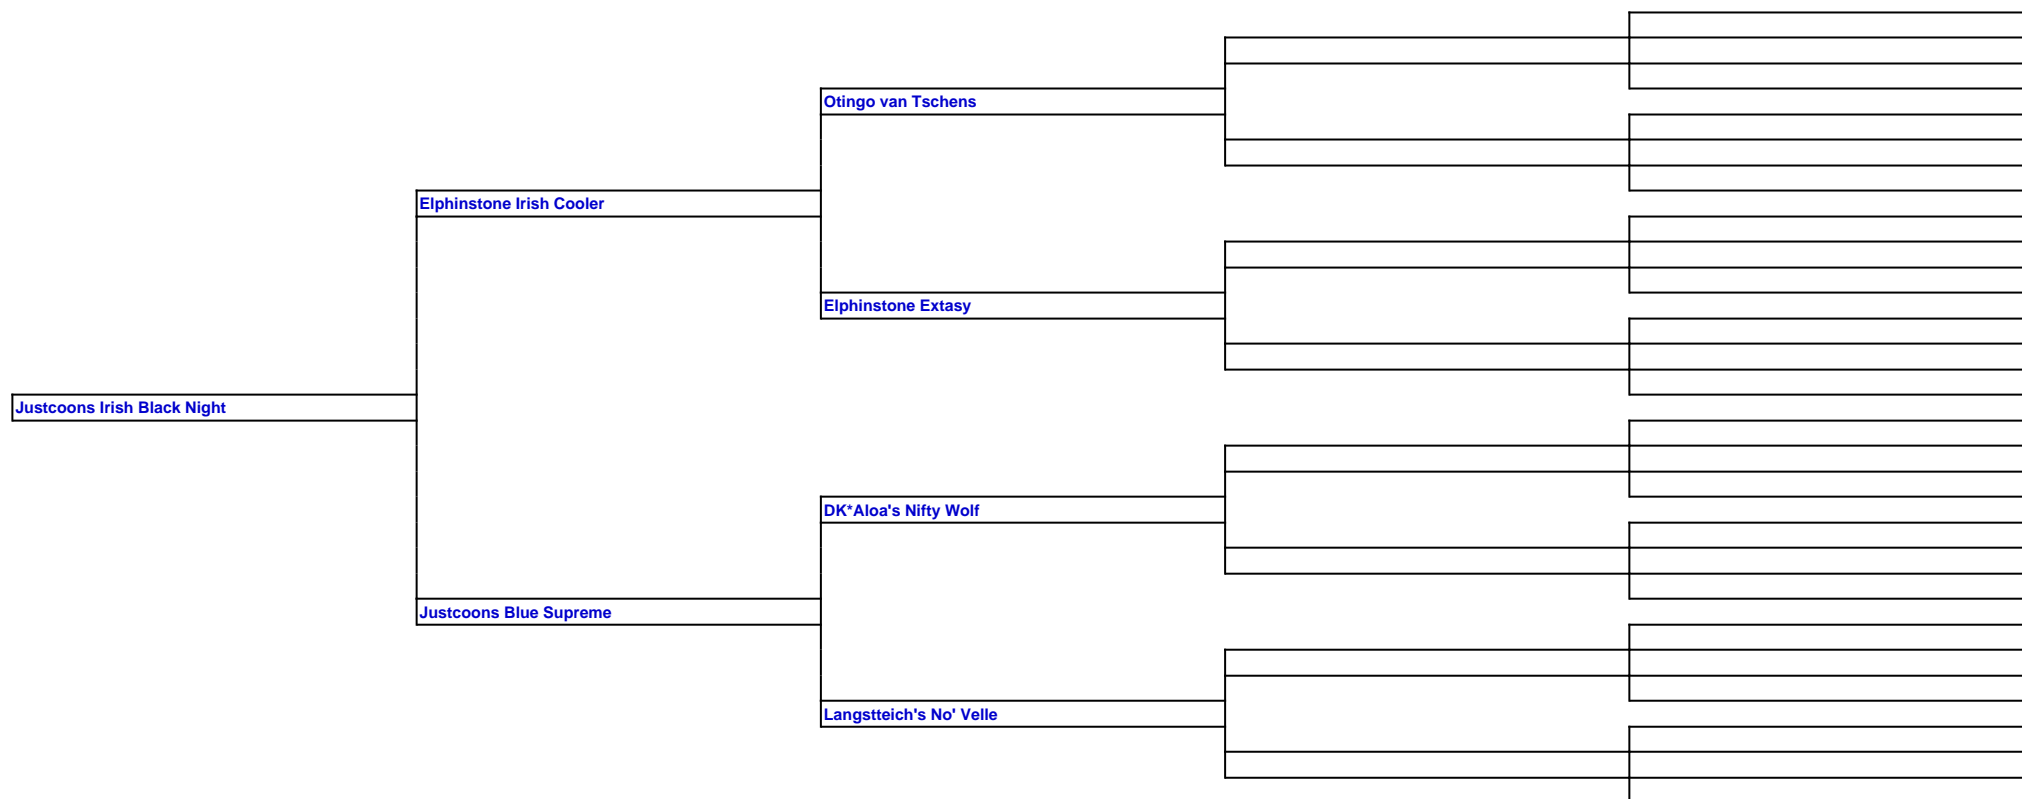 Otingo van Tschens
Elphinstone Irish Cooler
Elphinstone Extasy
Justcoons Irish Black Night
DK*Aloa's Nifty Wolf
Justcoons Blue Supreme
Langstteich's No' Velle